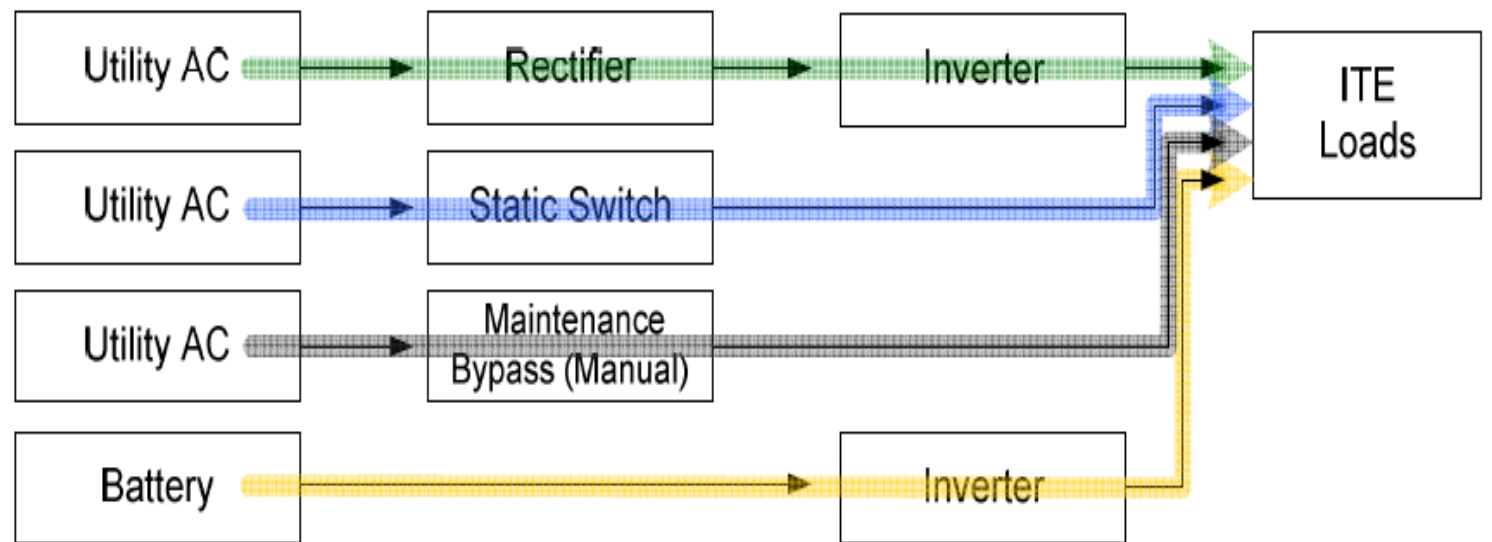 Utility AC
Rectifier
Inverter
ITE
Loads
Utility AC
Static Switch
Utility AC
Maintenance
Bypass (Manual)
Battery
Inverter